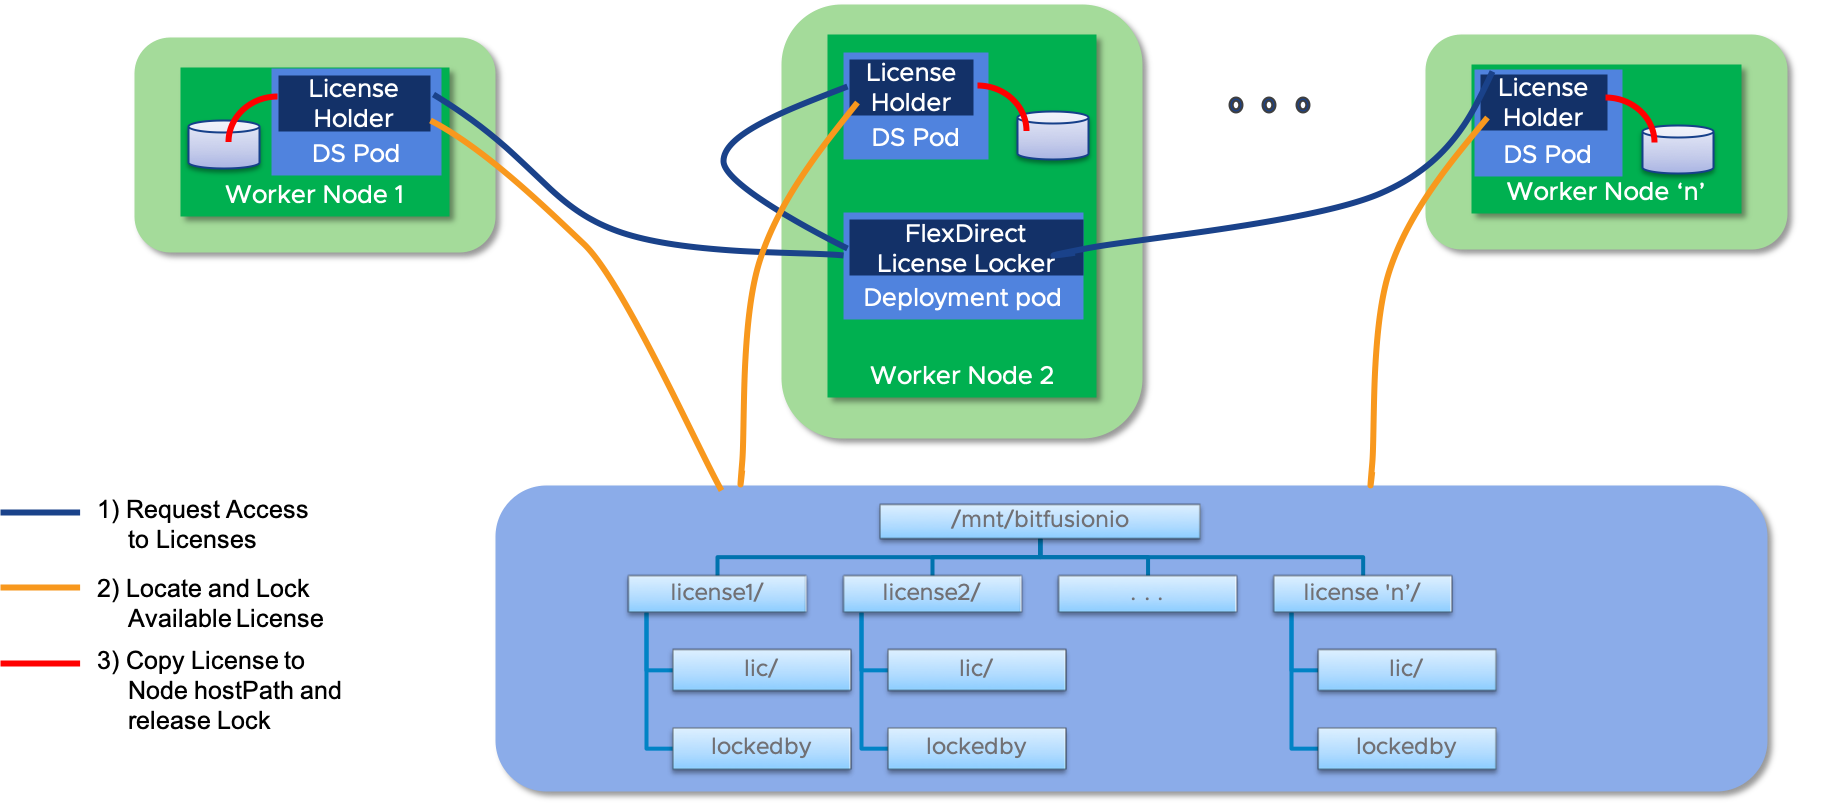 License
Holder
DS Pod
Worker Node 1
License
Holder
DS Pod
FlexDirect
License Locker
Deployment pod
Worker Node 2
License
Holder
DS Pod
Worker Node ‘n’
1) Request Access
to Licenses
2) Locate and Lock
Available License
3) Copy License to
Node hostPath and
release Lock
/mnt/bitfusionio
license1/
license2/
. . .
license 'n'/
lic/
lic/
lic/
lockedby
lockedby
lockedby